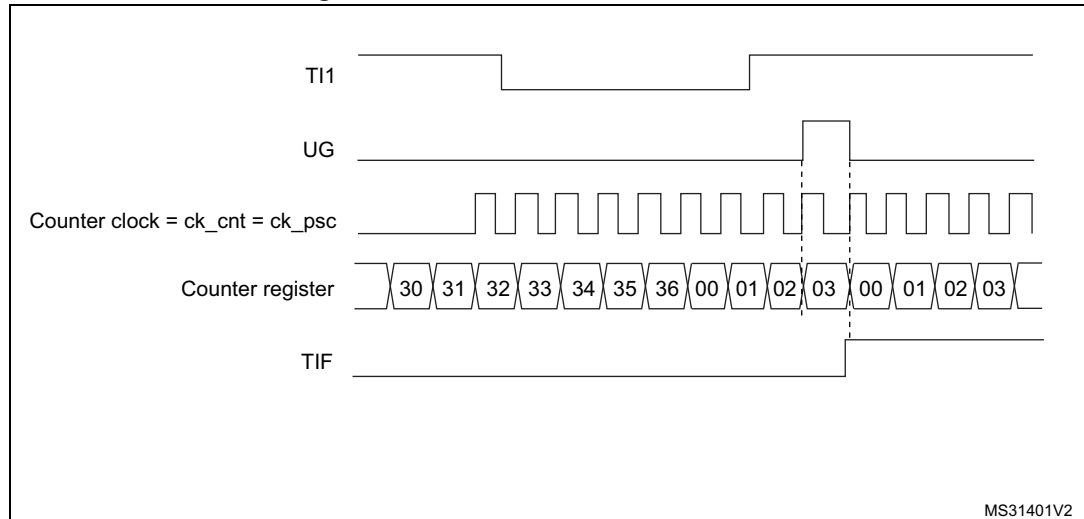 TI1
UG
Counter clock = ck_cnt = ck_psc
Counter register 30 31 32 33 34 35 36 00 01 02 03 00 01 02 03
TIF
MS31401V2